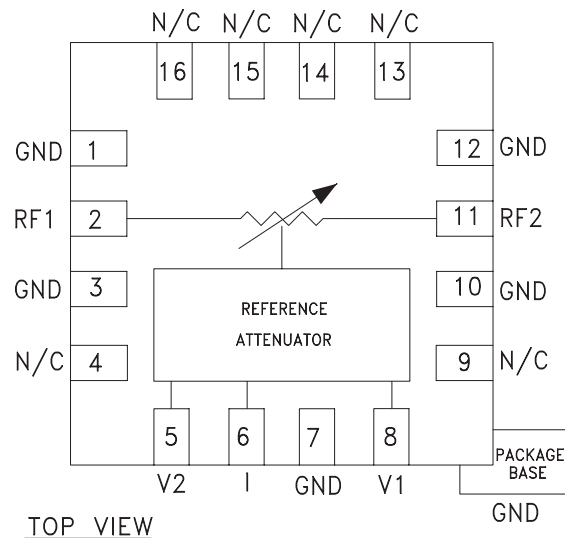 N/C N/C N/C N/C
16 15 14 13
GND 1 12 GND
RF1 2 11 RF2
GND 3 10 GND
REFERENCE
ATTENUATOR
N/C 4 9 N/C
5 6 7 8
V2 I GND V1
PACKAGE
BASE
GND
TOP VIEW